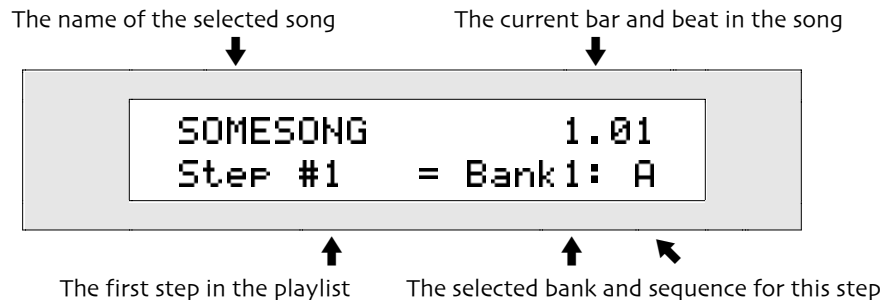 The name of the selected song
The current bar and beat in the song
SOMESONG 1.01
Step #1 = Bank1: A
The first step in the playlist
The selected bank and sequence for this step